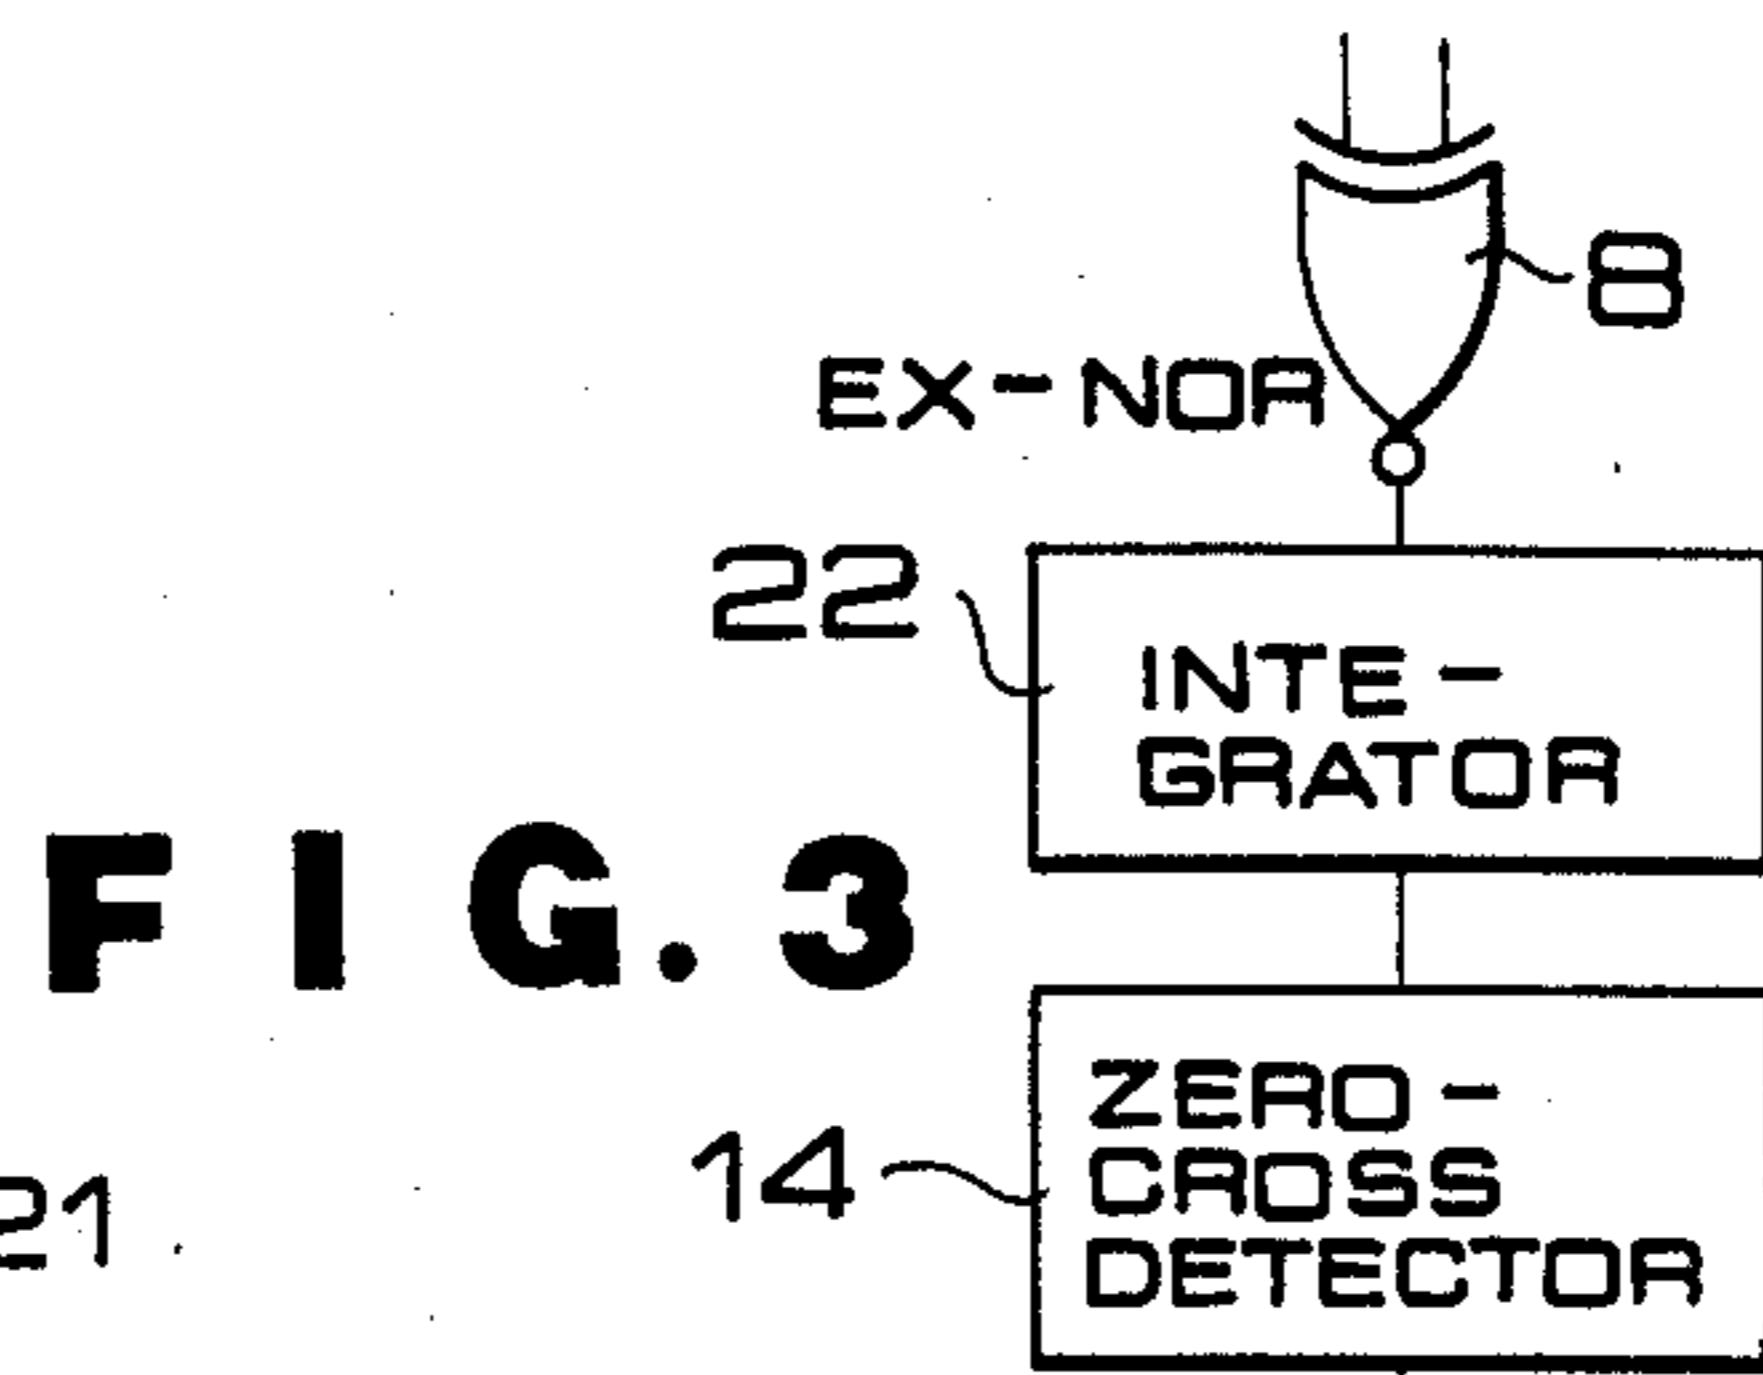 8
EX-NOR
22
INTE-
GRATOR
FIG. 3
ZERO-
14
CROSS
DETECTOR
21